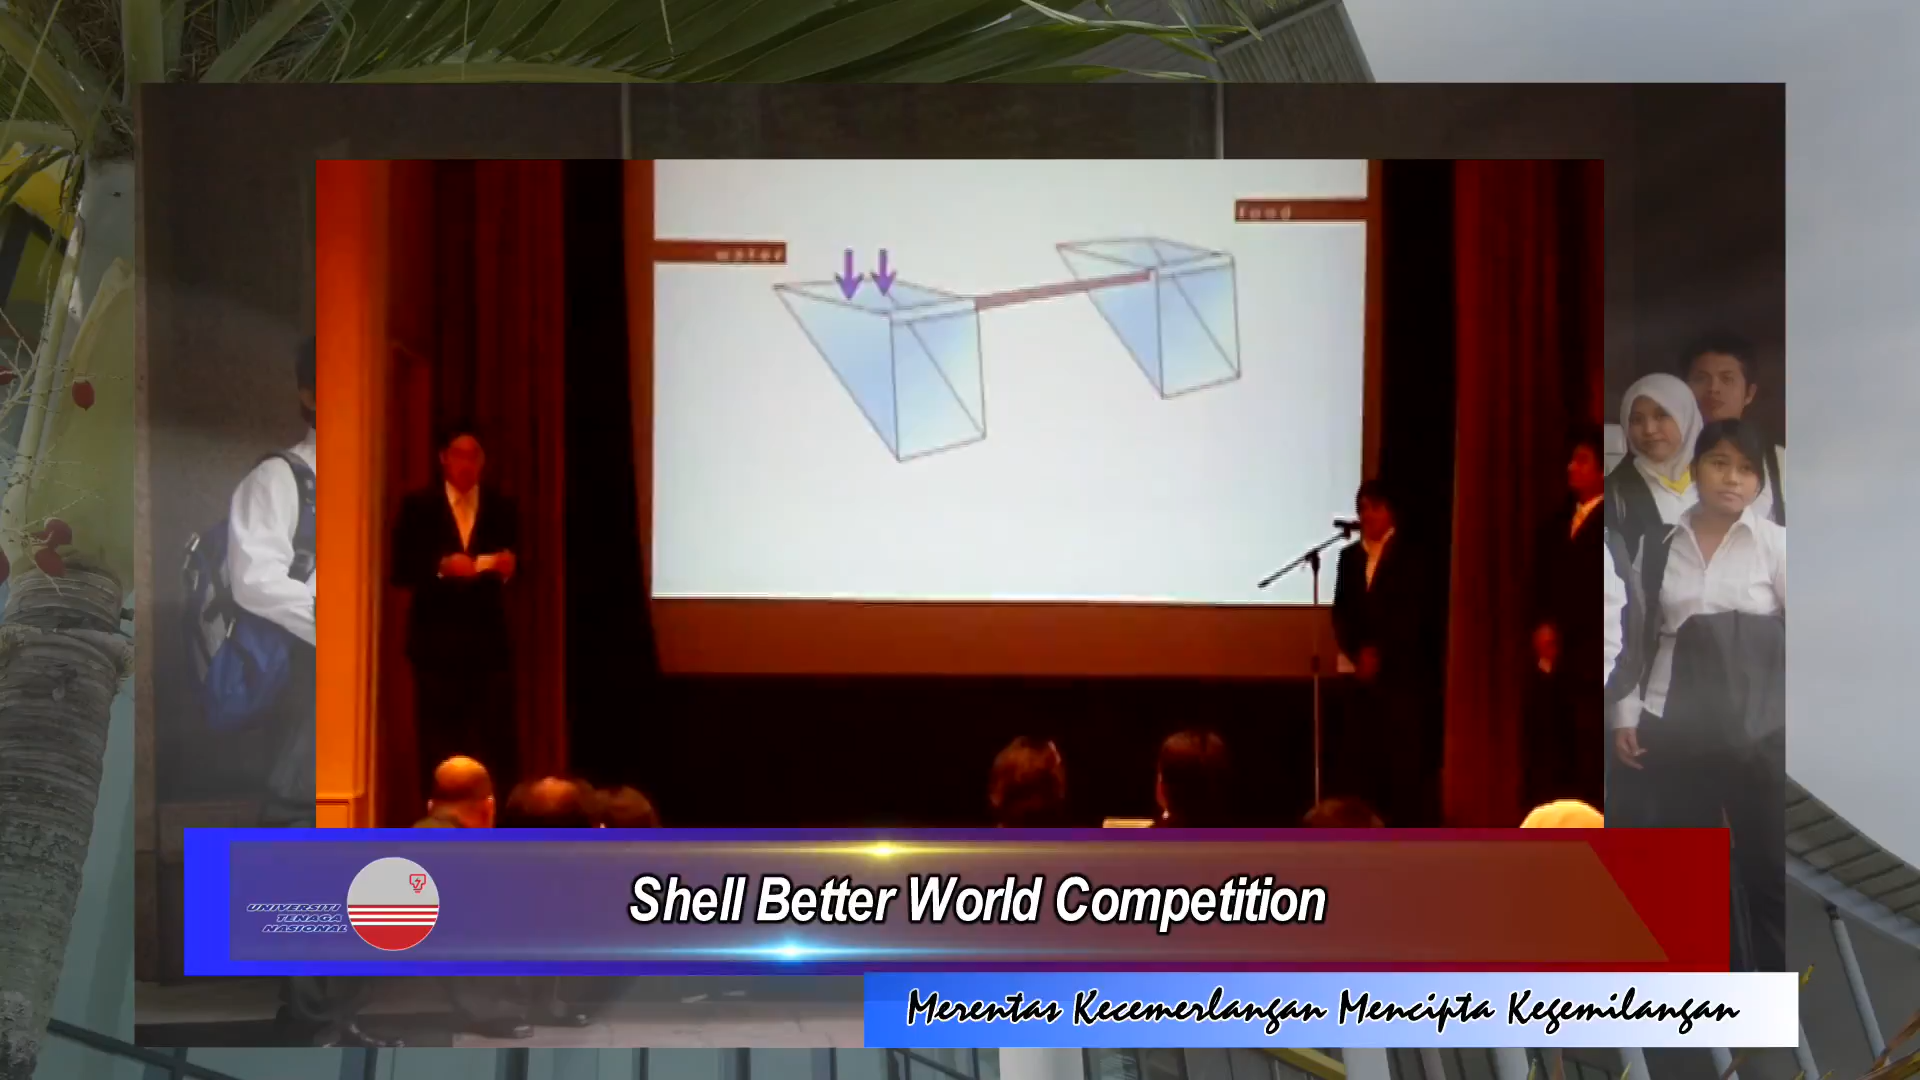 food
water
Shell Better World Competition
UNIVERSITI
TENAGA
NASIONAL
Merentas Kecemerlangan Mencipta Kegemilangan